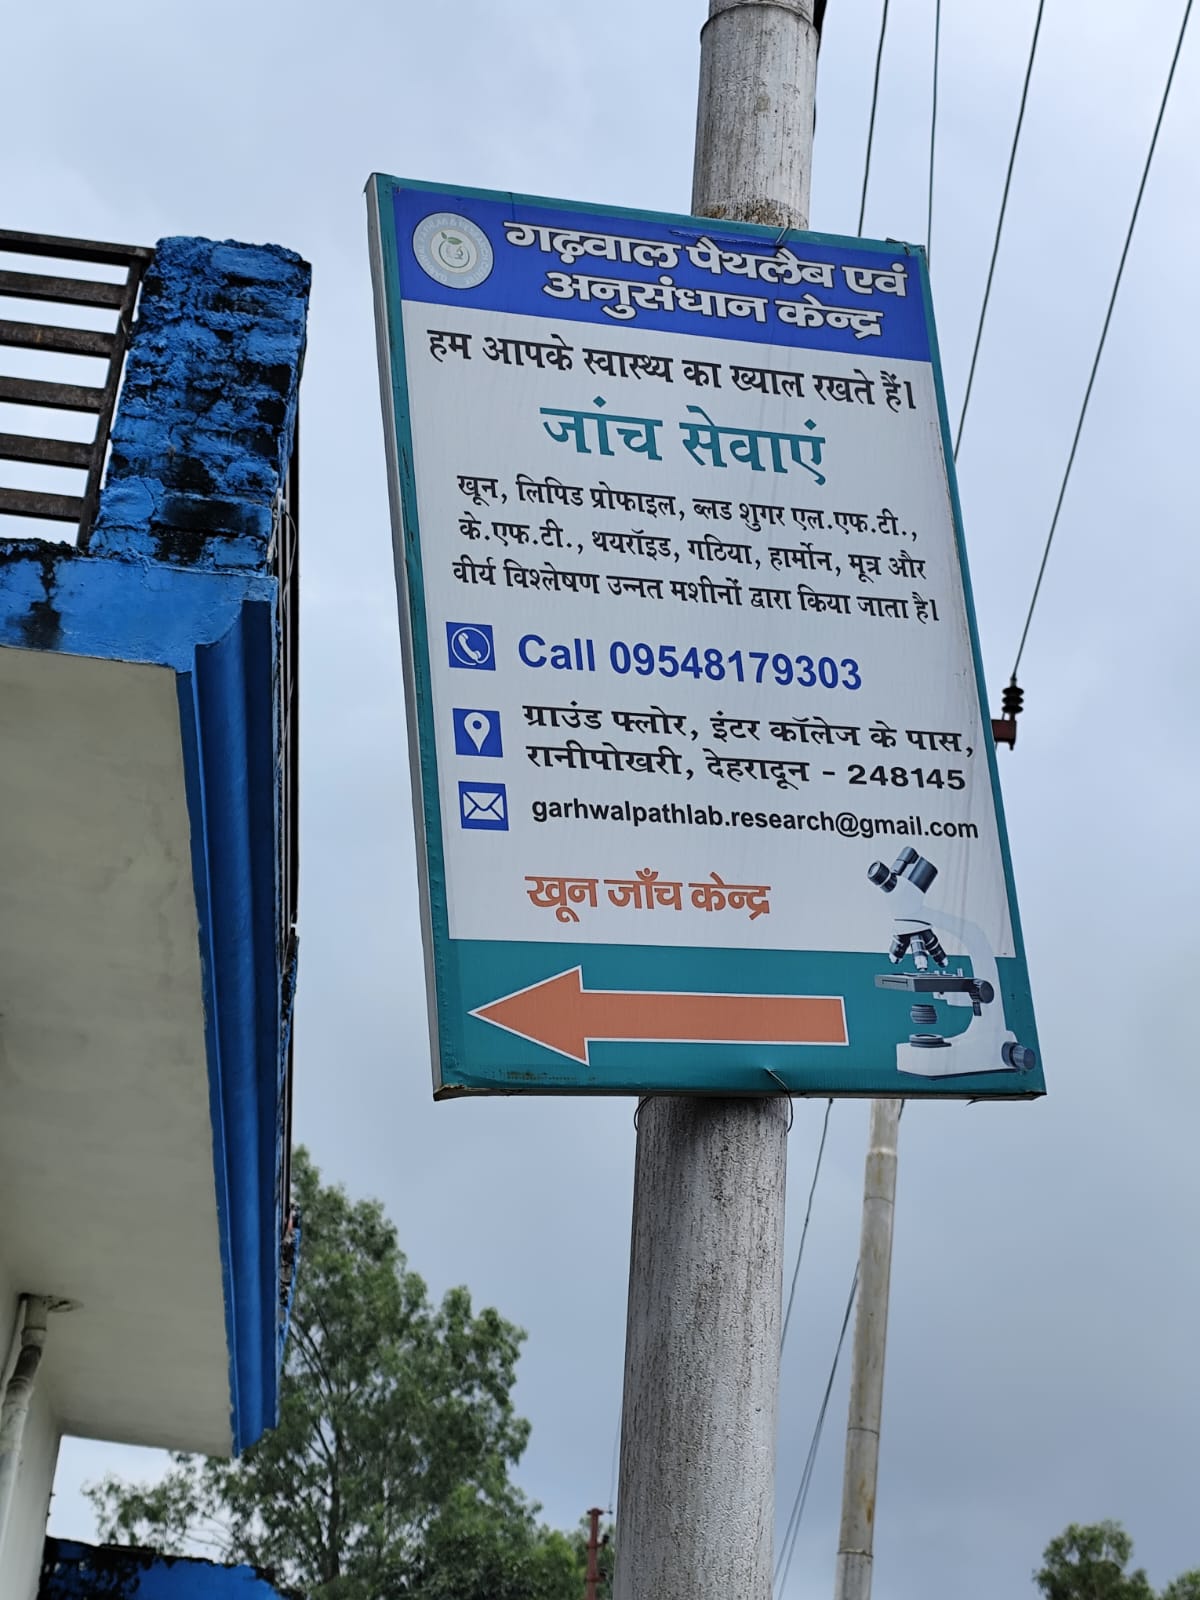 गढ़वाल पैथलैब एवं
अनुसंधान केन्द्र
हम आपके स्वास्थ्य का ख्याल रखते हैं।
जांच सेवाएं
खून, लिपिड प्रोफाइल, ब्लड शुगर एल.एफ.टी.,
के.एफ.टी., थयरॉइड, गठिया, हार्मोन, मूत्र और
वीर्य विश्लेषण उन्नत मशीनों द्वारा किया जाता है।
Call 09548179303
ग्राउंड फ्लोर, इंटर कॉलेज के पास,
रानीपोखरी, देहरादून - 248145
garhwalpathlab.research@gmail.com
खून जाँच केन्द्र